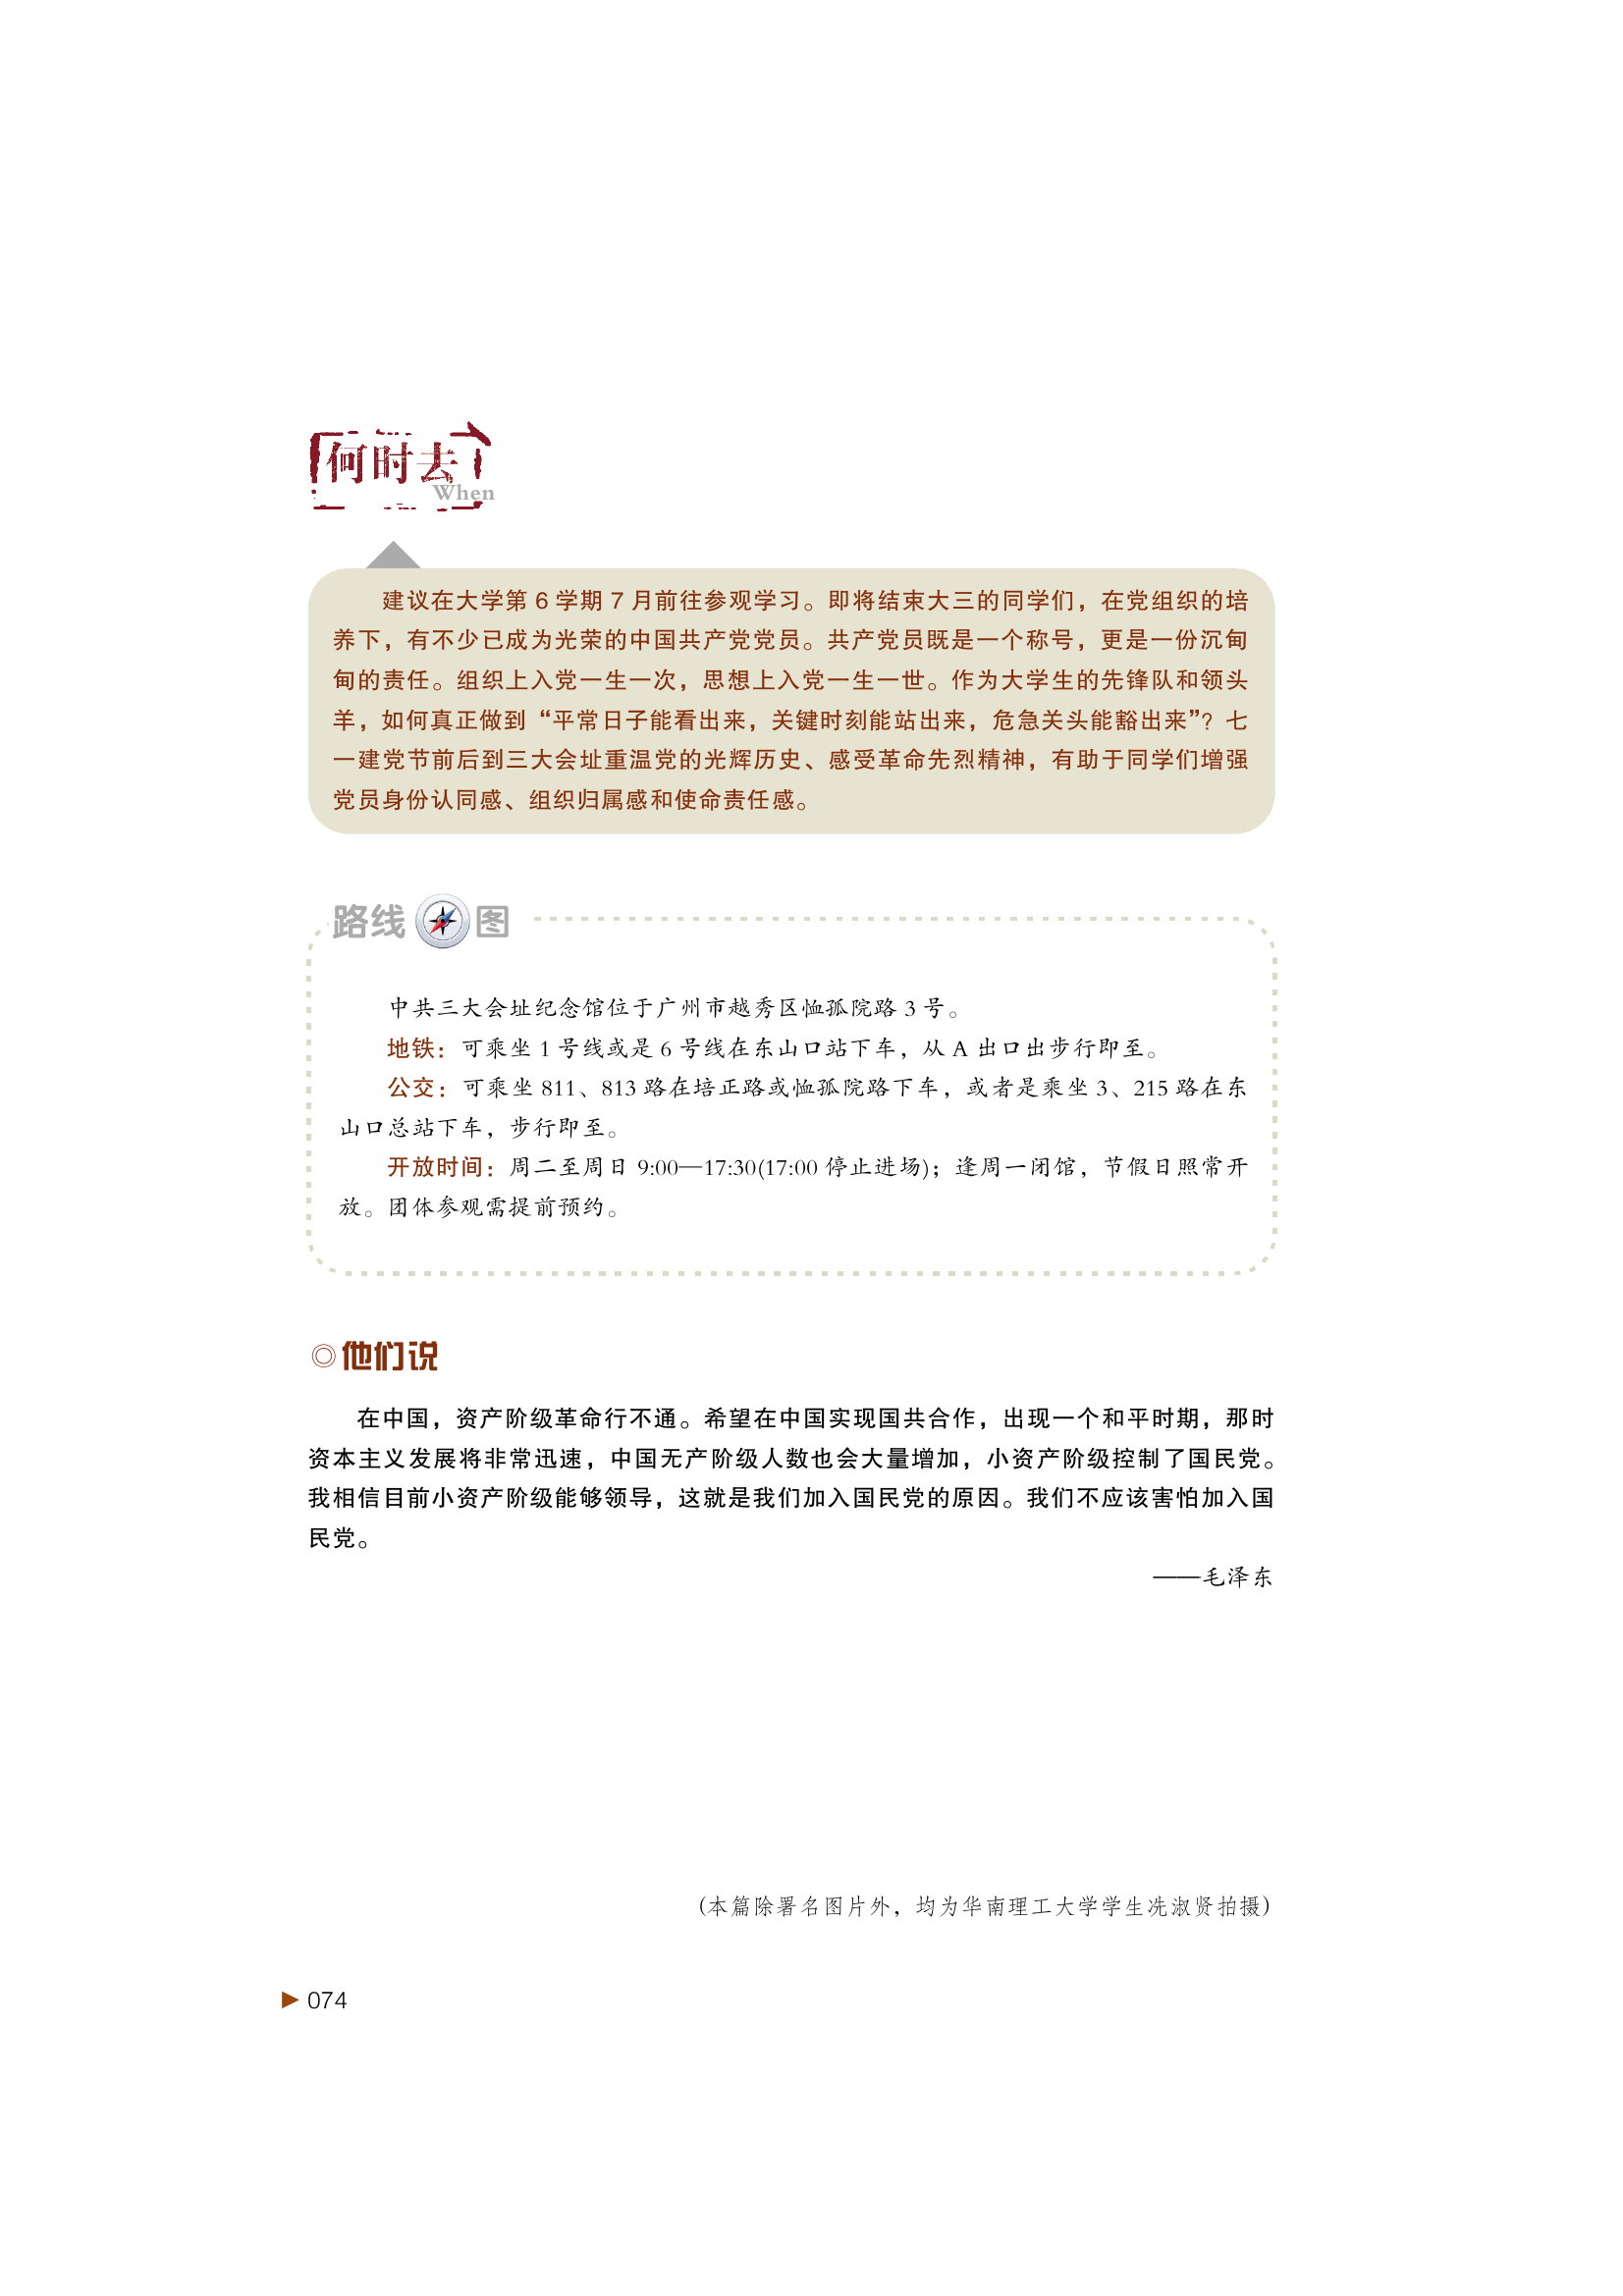 何时去
When
建议在大学第 6 学期 7 月前往参观学习。即将结束大三的同学们，在党组织的培
养下，有不少已成为光荣的中国共产党党员。共产党员既是一个称号，更是一份沉甸
甸的责任。组织上入党一生一次，思想上入党一生一世。作为大学生的先锋队和领头
羊，如何真正做到“平常日子能看出来，关键时刻能站出来，危急关头能豁出来”？七
一建党节前后到三大会址重温党的光辉历史、感受革命先烈精神，有助于同学们增强
党员身份认同感、组织归属感和使命责任感。
路线图
中共三大会址纪念馆位于广州市越秀区恤孤院路 3 号。
地铁：可乘坐 1 号线或是 6 号线在东山口站下车，从 A 出口出步行即至。
公交：可乘坐 811、813 路在培正路或恤孤院路下车，或者是乘坐 3、215 路在东
山口总站下车，步行即至。
开放时间：周二至周日 9:00—17:30(17:00 停止进场)；逢周一闭馆，节假日照常开
放。团体参观需提前预约。
◎他们说
在中国，资产阶级革命行不通。希望在中国实现国共合作，出现一个和平时期，那时
资本主义发展将非常迅速，中国无产阶级人数也会大量增加，小资产阶级控制了国民党。
我相信目前小资产阶级能够领导，这就是我们加入国民党的原因。我们不应该害怕加入国
民党。
——毛泽东
(本篇除署名图片外，均为华南理工大学学生冼淑贤拍摄)
074